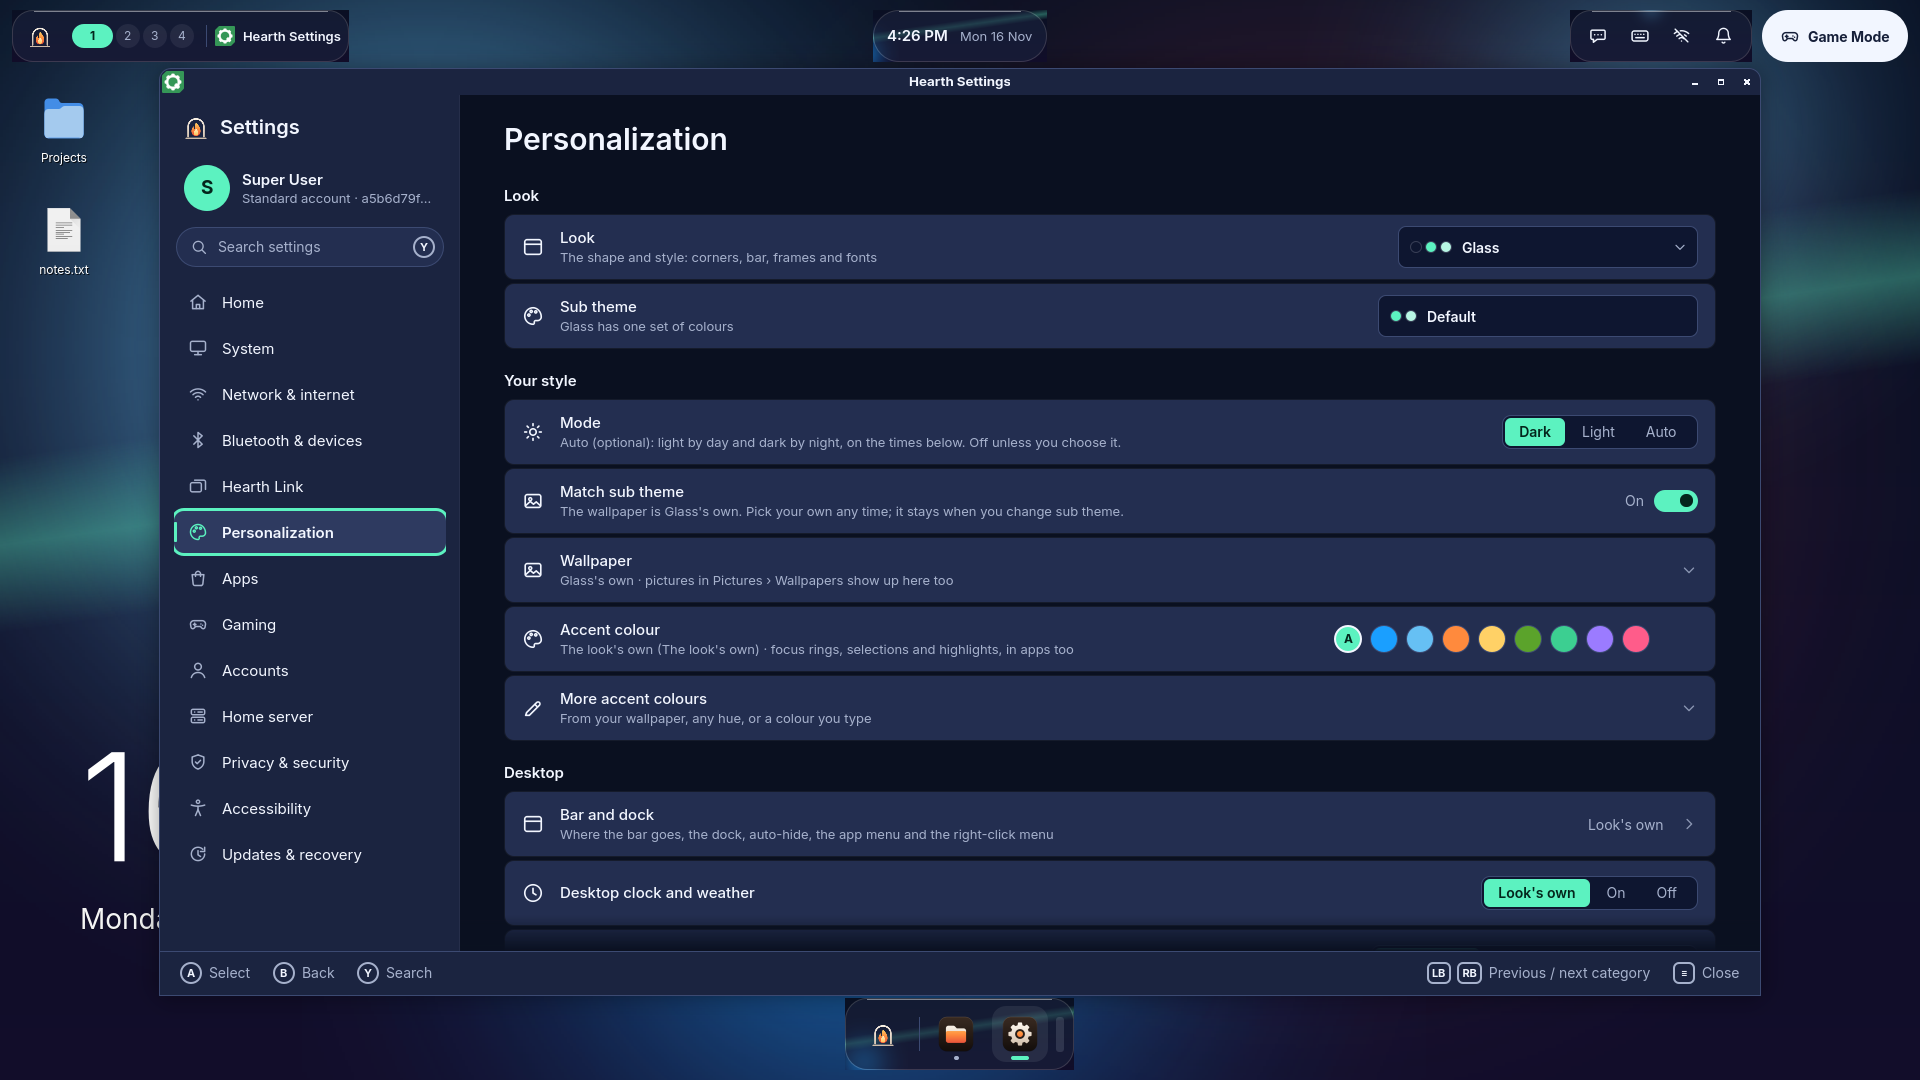 1 2 3 4 Hearth Settings
4:26 PM Mon 16 Nov
Game Mode
Hearth Settings
Projects
notes.txt
Monda
Settings
S
Super User
Standard account · a5b6d79f...
Search settings Y
Home
System
Network & internet
Bluetooth & devices
Hearth Link
Personalization
Apps
Gaming
Accounts
Home server
Privacy & security
Accessibility
Updates & recovery
Personalization
Look
Look
The shape and style: corners, bar, frames and fonts
Glass
Sub theme
Glass has one set of colours
Default
Your style
Mode
Auto (optional): light by day and dark by night, on the times below. Off unless you choose it.
Dark Light Auto
Match sub theme
The wallpaper is Glass's own. Pick your own any time; it stays when you change sub theme.
On
Wallpaper
Glass's own · pictures in Pictures › Wallpapers show up here too
Accent colour
The look's own (The look's own) · focus rings, selections and highlights, in apps too
A
More accent colours
From your wallpaper, any hue, or a colour you type
Desktop
Bar and dock
Where the bar goes, the dock, auto-hide, the app menu and the right-click menu
Look's own
Desktop clock and weather
Look's own On Off
A Select B Back Y Search
LB RB Previous / next category ≡ Close